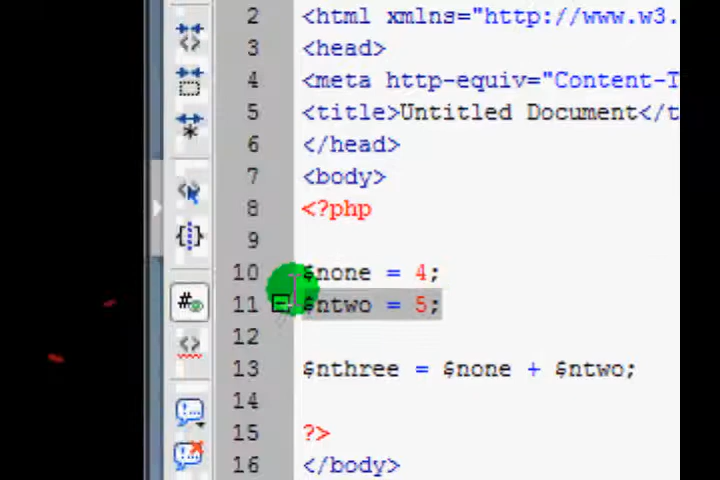 2 <html xmlns="http://www.w3.
3 <head>
4 <meta http-equiv="Content-T
5 <title>Untitled Document</t
6 </head>
7 <body>
8 <?php
9
10 $none = 4;
11 $ntwo = 5;
12
13 $nthree = $none + $ntwo;
14
15 ?>
16 </body>